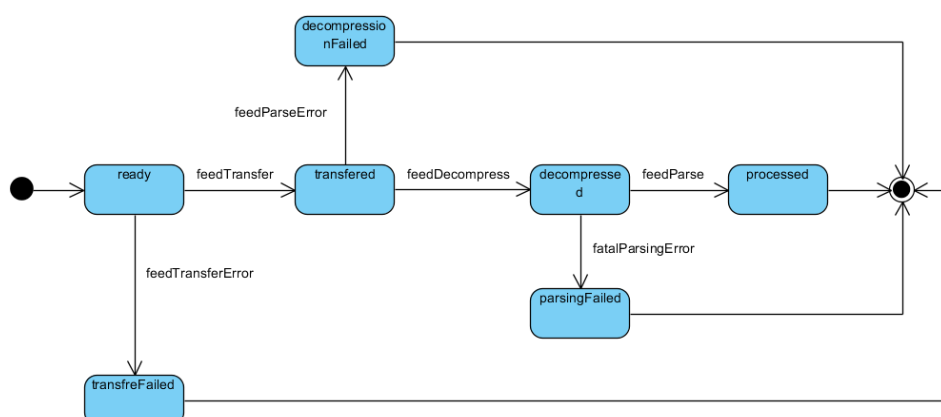 decompressio
nFailed
feedParseError
ready
feedTransfer
transfered
feedDecompress
decompresse
d
feedParse
processed
fatalParsingError
feedTransferError
parsingFailed
transfreFailed